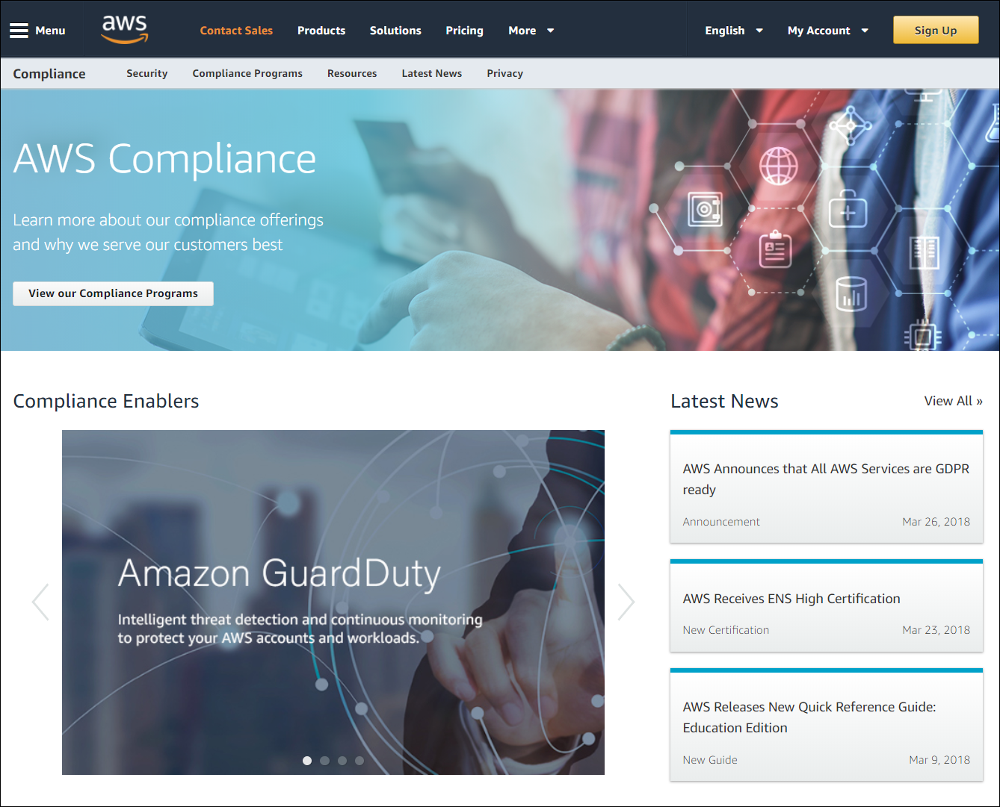 Menu
aws
Contact Sales
Products
Solutions
Pricing
More
English
My Account
Sign Up
Compliance
Security
Compliance Programs
Resources
Latest News
Privacy
AWS Compliance
Learn more about our compliance offerings
and why we serve our customers best
View our Compliance Programs
Compliance Enablers
Amazon GuardDuty
Intelligent threat detection and continuous monitoring
to protect your AWS accounts and workloads.
Latest News
View All »
AWS Announces that All AWS Services are GDPR
ready
Announcement
Mar 26, 2018
AWS Receives ENS High Certification
New Certification
Mar 23, 2018
AWS Releases New Quick Reference Guide:
Education Edition
New Guide
Mar 9, 2018